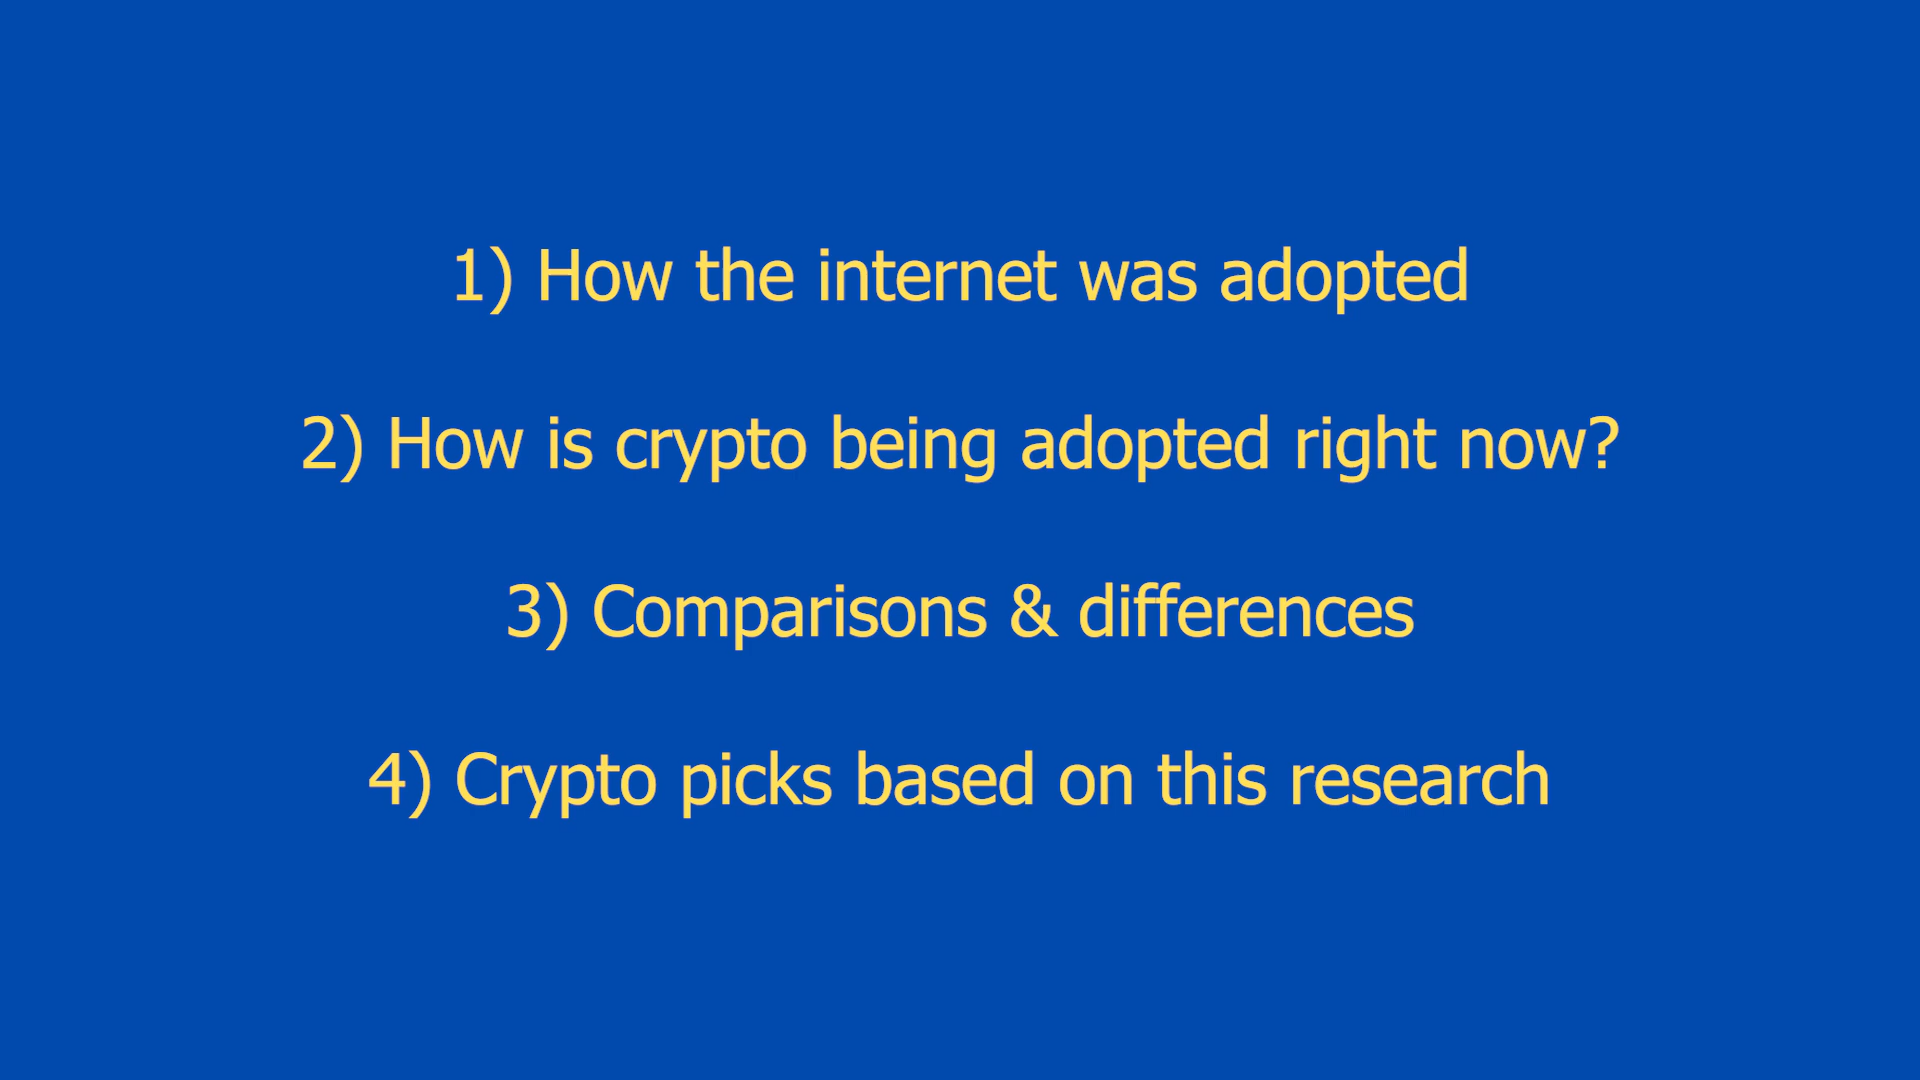 1) How the internet was adopted
2) How is crypto being adopted right now?
3) Comparisons & differences
4) Crypto picks based on this research